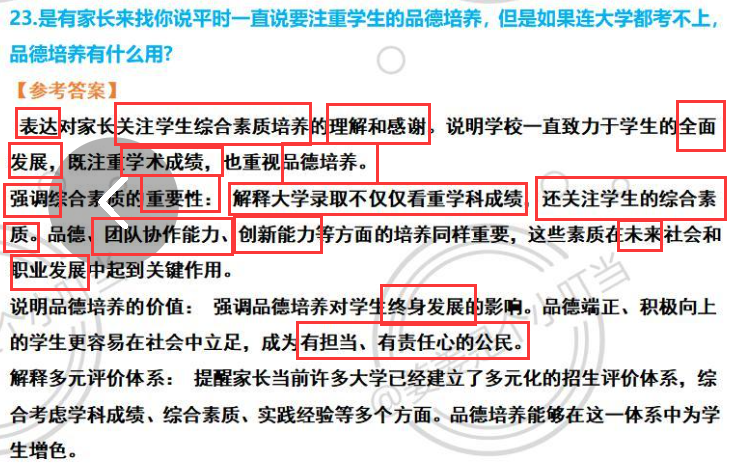 23.是有家长来找你说平时一直说要注重学生的品德培养，但是如果连大学都考不上，
品德培养有什么用?
【参考答案】
表达对家长关注学生综合素质培养的理解和感谢。说明学校一直致力于学生的全面
发展，既注重学术成绩，也重视品德培养。
强调综合素质的重要性： 解释大学录取不仅仅看重学科成绩，还关注学生的综合素
质。品德、团队协作能力、创新能力等方面的培养同样重要，这些素质在未来社会和
职业发展中起到关键作用。
说明品德培养的价值： 强调品德培养对学生终身发展的影响。品德端正、积极向上
的学生更容易在社会中立足，成为有担当、有责任心的公民。
解释多元评价体系： 提醒家长当前许多大学已经建立了多元化的招生评价体系，综
合考虑学科成绩、综合素质、实践经验等多个方面。品德培养能够在这一体系中为学
生增色。